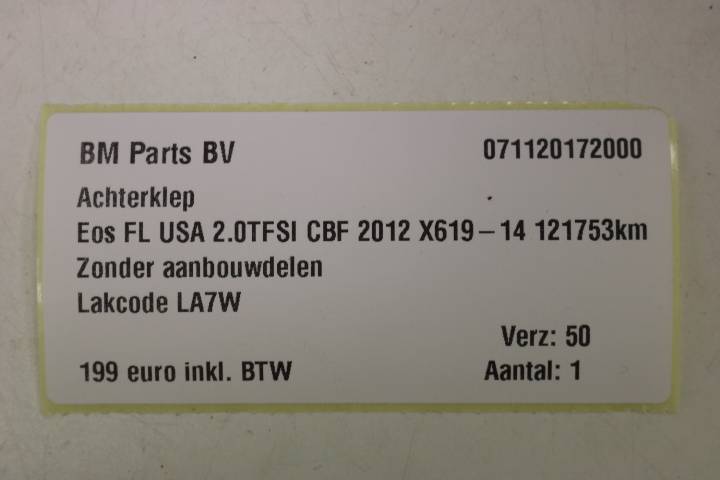 BM Parts BV 071120172000
Achterklep
Eos FL USA 2.0TFSI CBF 2012 X619-14 121753km
Zonder aanbouwdelen
Lakcode LA7W
Verz: 50
199 euro inkl. BTW Aantal: 1